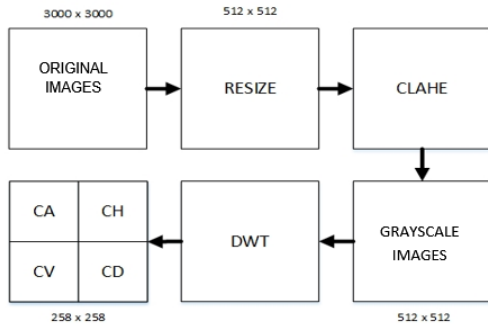 3000 x 3000
512 x 512
ORIGINAL
IMAGES
RESIZE
CLAHE
CA
CH
DWT
GRAYSCALE
IMAGES
CV
CD
258 x 258
512 x 512